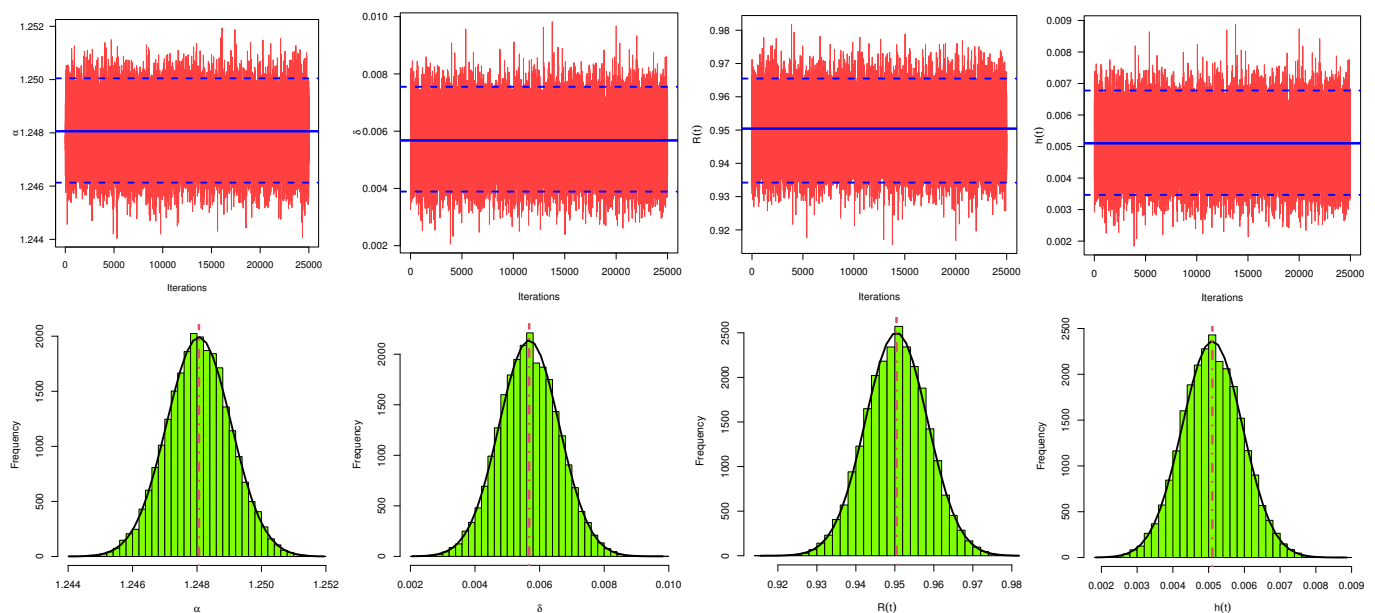 1.252
1.250
1.248
1.246
1.244
α
0 5000 10000 15000 20000 25000
Iterations
0.010
0.008
0.006
0.004
0.002
δ
0 5000 10000 15000 20000 25000
Iterations
0.98
0.97
0.96
0.95
0.94
0.93
0.92
R(t)
0 5000 10000 15000 20000 25000
Iterations
0.009
0.008
0.007
0.006
0.005
0.004
0.003
0.002
h(t)
0 5000 10000 15000 20000 25000
Iterations
2000
1500
1000
500
0
Frequency
1.244 1.246 1.248 1.250 1.252
α
2000
1500
1000
500
0
Frequency
0.002 0.004 0.006 0.008 0.010
δ
2500
2000
1500
1000
500
0
Frequency
0.92 0.93 0.94 0.95 0.96 0.97 0.98
R(t)
2500
2000
1500
1000
500
0
Frequency
0.002 0.003 0.004 0.005 0.006 0.007 0.008 0.009
h(t)